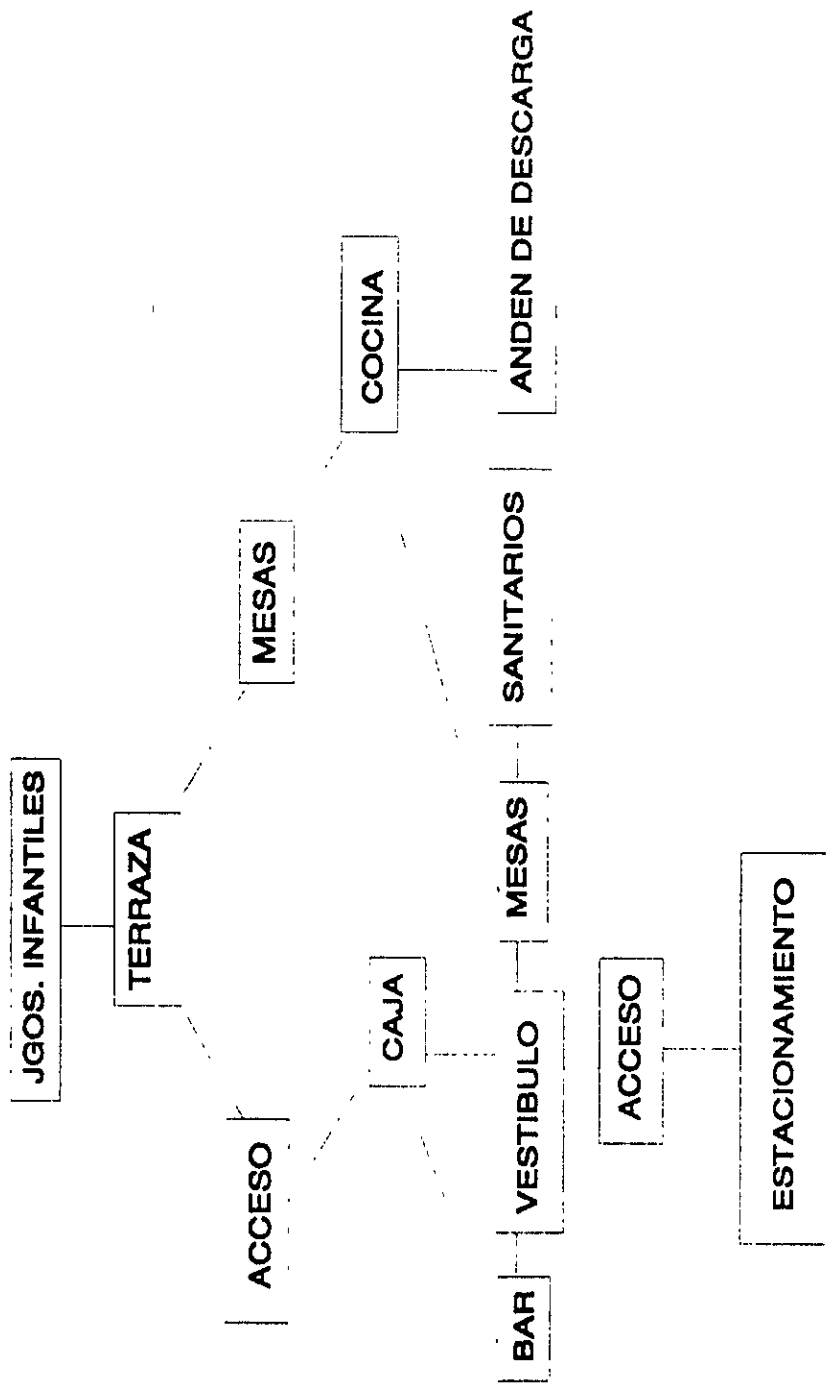 JGOS. INFANTILES
TERRAZA
ACCESO
MESAS
CAJA
COCINA
BAR
VESTIBULO
MESAS
SANITARIOS
ANDEN DE DESCARGA
ACCESO
ESTACIONAMIENTO